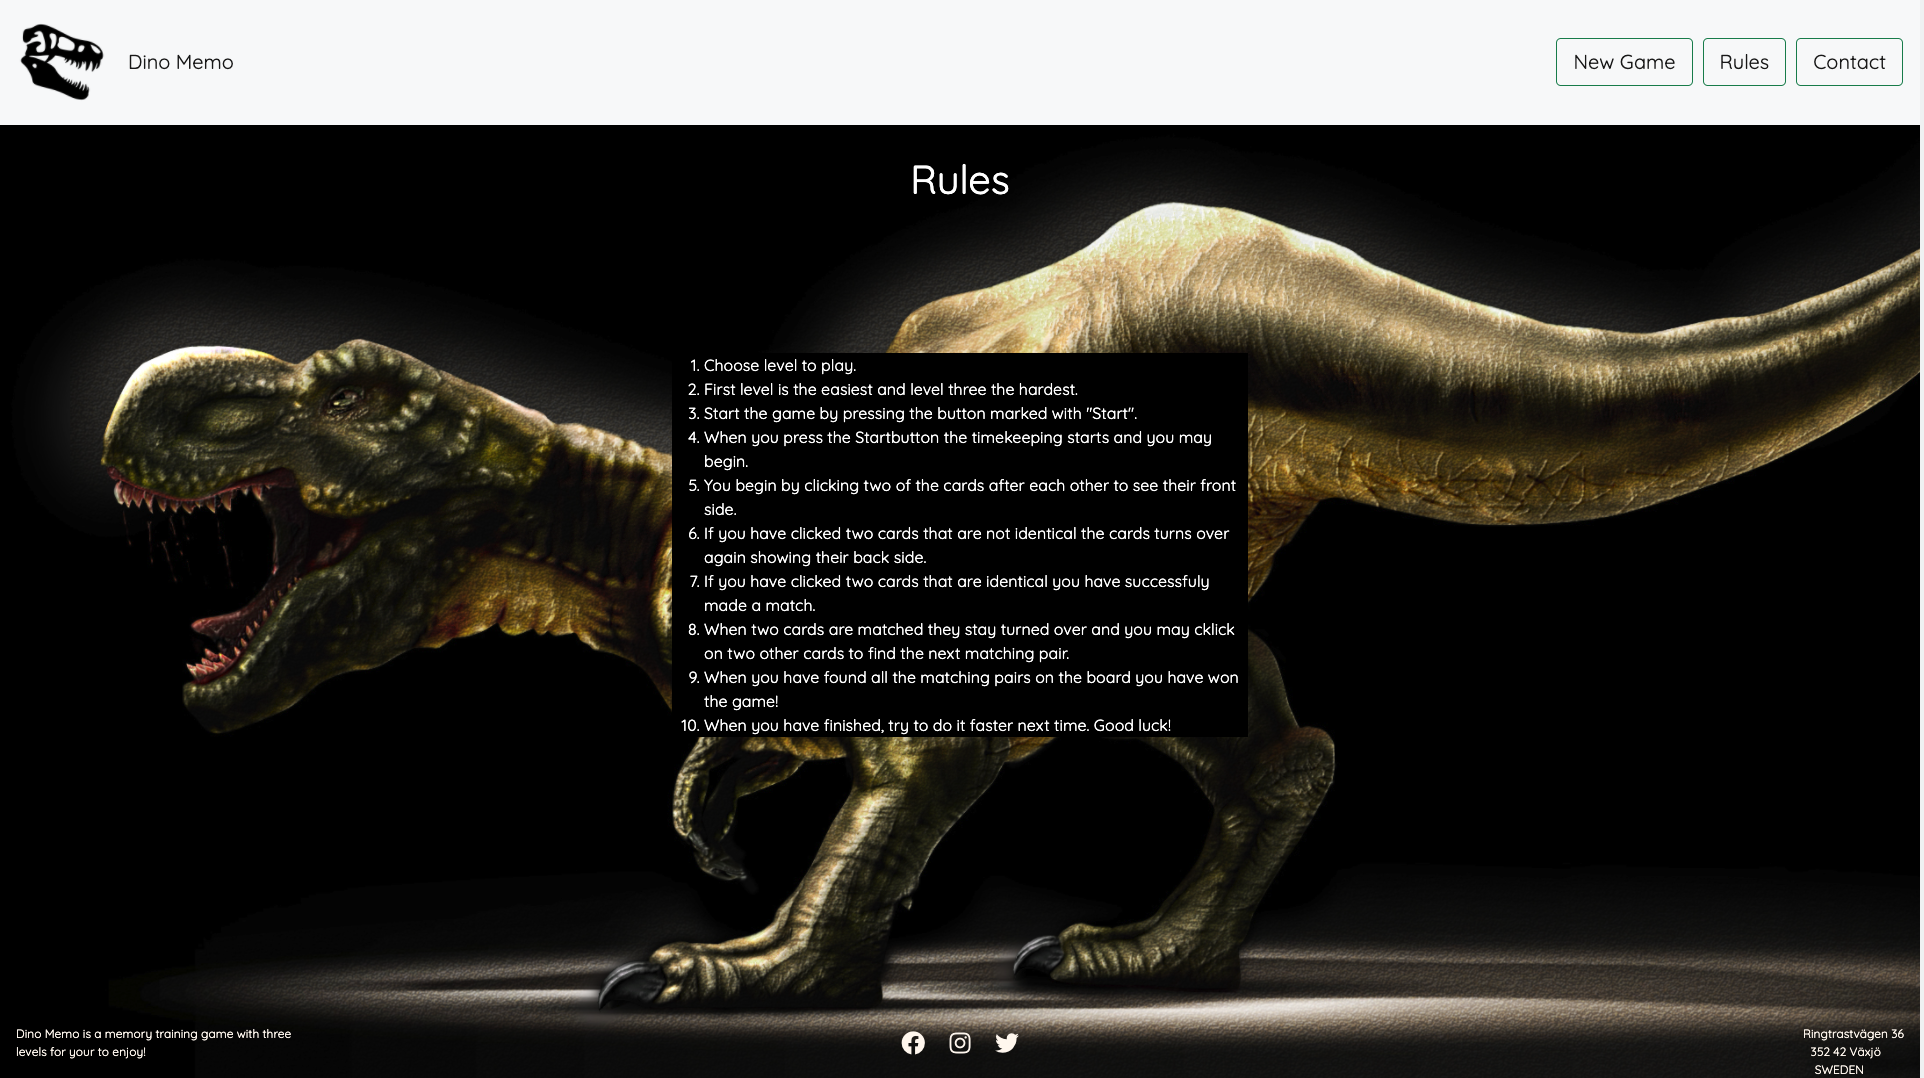 Dino Memo
New Game
Rules
Contact
Rules
1. Choose level to play.
2. First level is the easiest and level three the hardest.
3. Start the game by pressing the button marked with "Start".
4. When you press the Startbutton the timekeeping starts and you may
begin.
5. You begin by clicking two of the cards after each other to see their front
side.
6. If you have clicked two cards that are not identical the cards turns over
again showing their back side.
7. If you have clicked two cards that are identical you have successfuly
made a match.
8. When two cards are matched they stay turned over and you may cklick
on two other cards to find the next matching pair.
9. When you have found all the matching pairs on the board you have won
the game!
10. When you have finished, try to do it faster next time. Good luck!
Dino Memo is a memory training game with three
levels for your to enjoy!
Ringtrastvägen 36
352 42 Växjö
SWEDEN